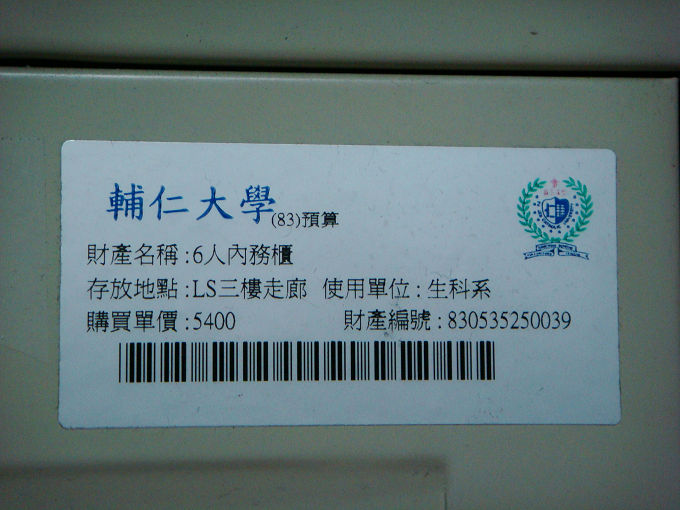 輔仁大學(83)預算
財產名稱:6人內務櫃
存放地點:LS三樓走廊 使用單位:生科系
購買單價:5400 財產編號:830535250039